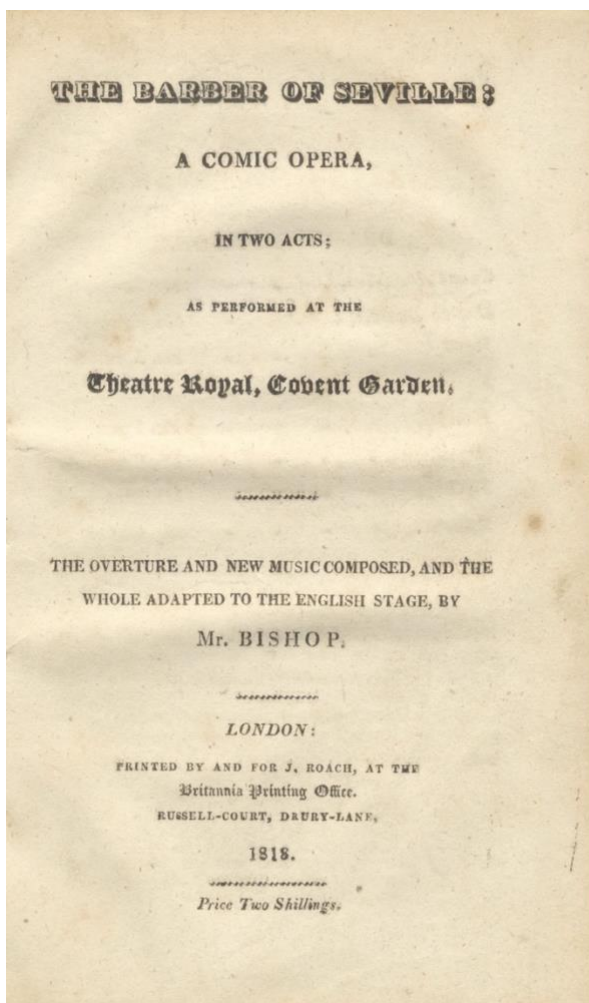 THE BARBER OF SEVILLE;
A COMIC OPERA,
IN TWO ACTS;
AS PERFORMED AT THE
Theatre Royal, Covent Garden.
THE OVERTURE AND NEW MUSIC COMPOSED, AND THE
WHOLE ADAPTED TO THE ENGLISH STAGE, BY
Mr. BISHOP.
LONDON:
PRINTED BY AND FOR J. ROACH, AT THE
Britannia Printing Office.
RUSSELL-COURT, DRURY-LANE,
1818.
Price Two Shillings.